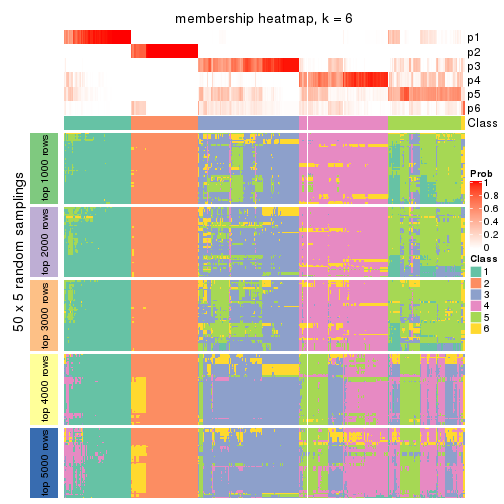 membership heatmap, k = 6
p1
p2
p3
p4
p5
p6
Class
50 x 5 random samplings
top 1000 rows
top 2000 rows
top 3000 rows
top 4000 rows
top 5000 rows
Prob
1
0.8
0.6
0.4
0.2
0
Class
1
2
3
4
5
6